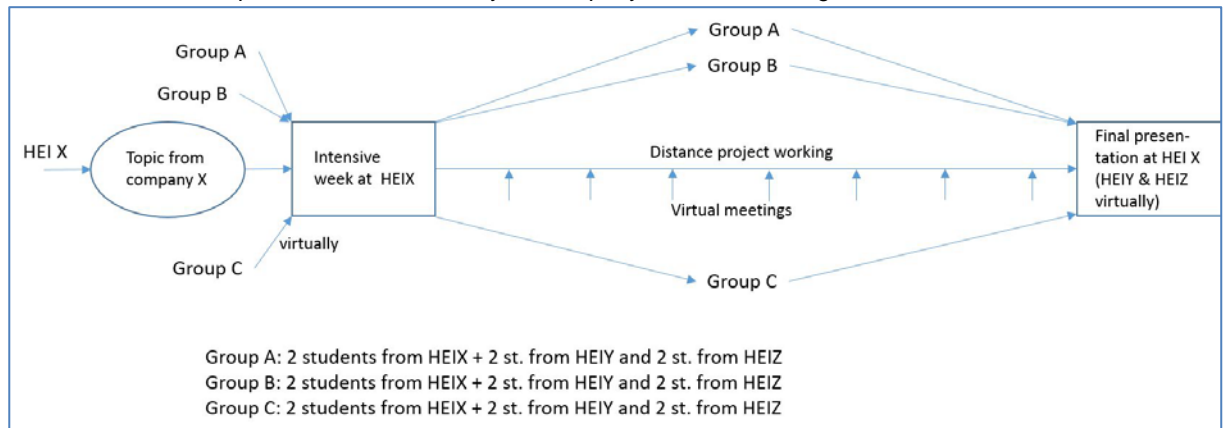 Group A
Group A
Group B
Group B
HEI X
Topic from
company X
Intensive
week at HEIX
Distance project working
Final presen-
tation at HEI X
(HEIY & HEIZ
virtually)
Virtual meetings
virtually
Group C
Group C
Group A: 2 students from HEIX + 2 st. from HEIY and 2 st. from HEIZ
Group B: 2 students from HEIX + 2 st. from HEIY and 2 st. from HEIZ
Group C: 2 students from HEIX + 2 st. from HEIY and 2 st. from HEIZ